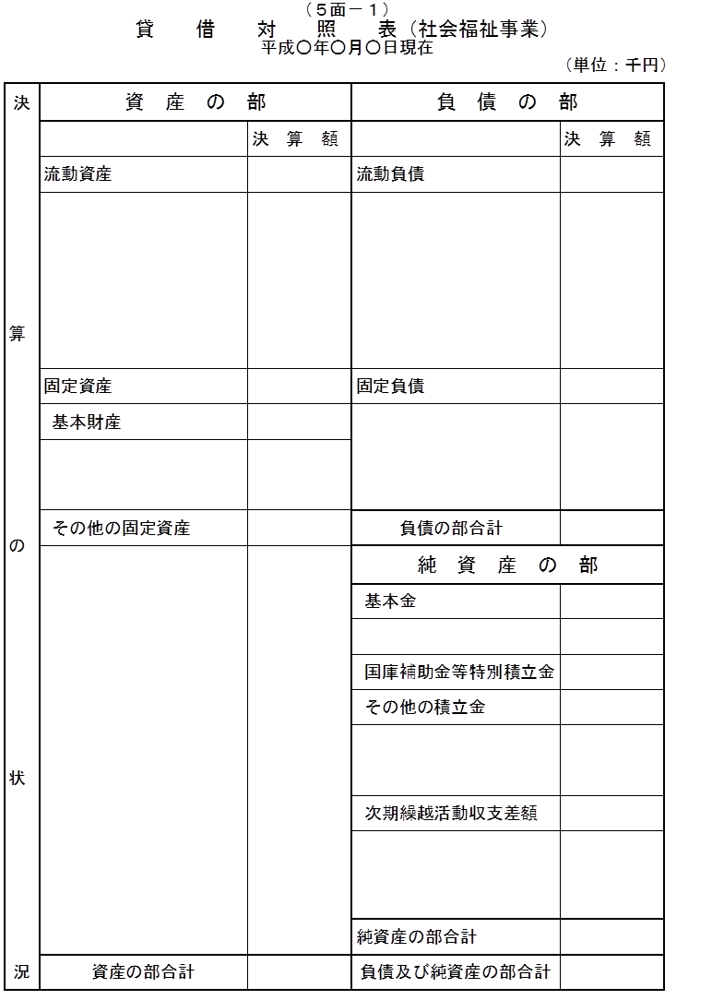 （５面－１）
貸　借　対　照　表（社会福祉事業）
平成〇年〇月〇日現在
（単位：千円）
決算の状況
資　産　の　部　負　債　の　部
決　算　額　決　算　額
流動資産　流動負債
固定資産　固定負債
基本財産
その他の固定資産　負債の部合計
純　資　産　の　部
基本金
国庫補助金等特別積立金
その他の積立金
次期繰越活動収支差額
純資産の部合計
資産の部合計　負債及び純資産の部合計